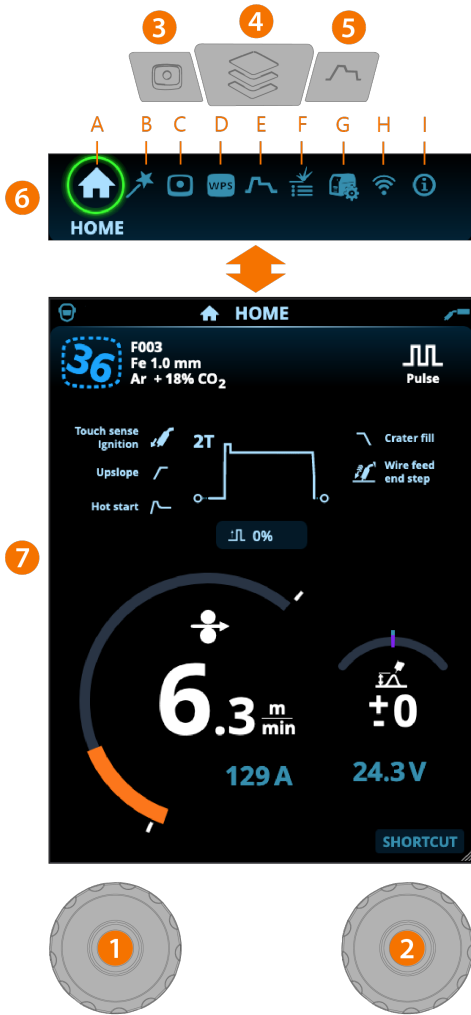 3 4 5
A B C D E F G H I
WPS
6
HOME
HOME
36
F003
Fe 1.0 mm
Ar + 18% CO2
Pulse
Touch sense
Ignition
2T
Crater fill
Upslope
Wire feed
end step
Hot start
0%
7
6.3 m/min
±0
129 A
24.3 V
SHORTCUT
1 2